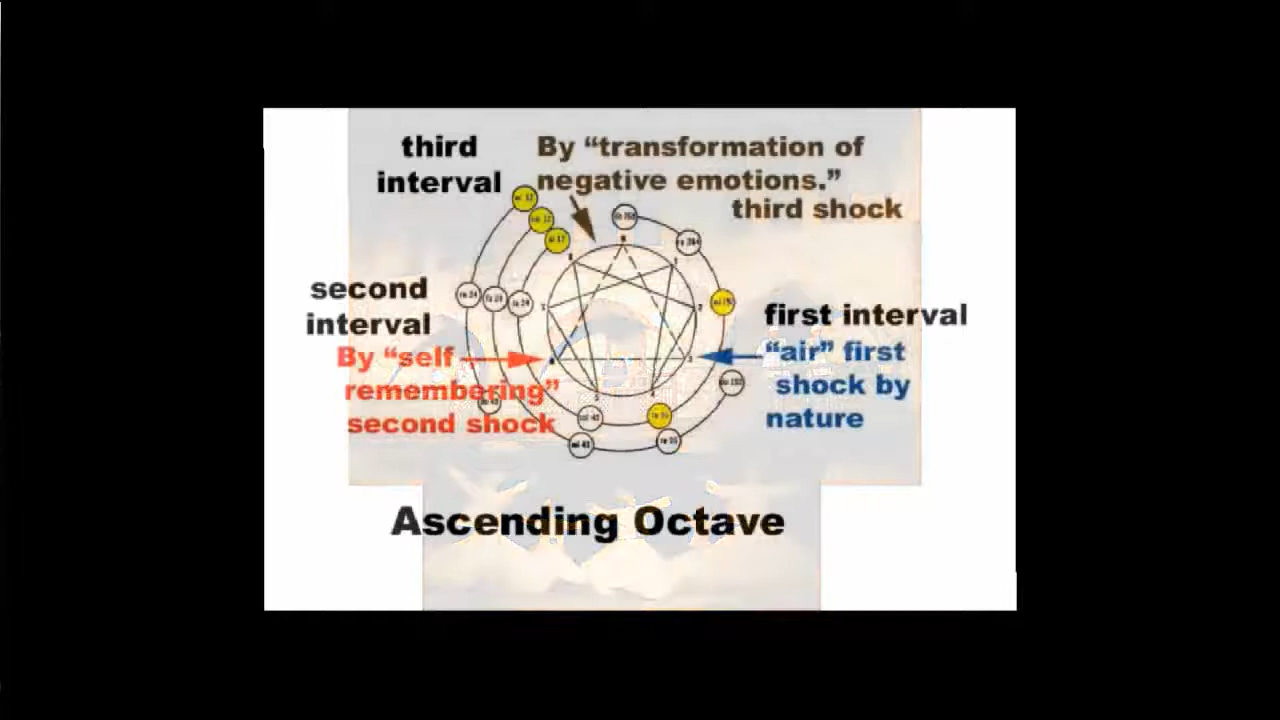 third
interval
By “transformation of
negative emotions.”
third shock
second
interval
By “self
remembering”
second shock
first interval
“air” first
shock by
nature
Ascending Octave